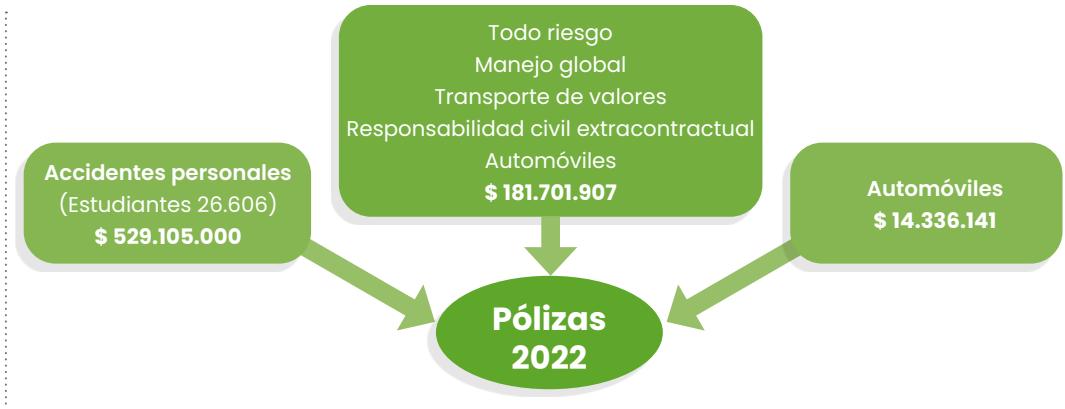 Todo riesgo
Manejo global
Transporte de valores
Responsabilidad civil extracontractual
Automóviles
$ 181.701.907
Accidentes personales
(Estudiantes 26.606)
$ 529.105.000
Automóviles
$ 14.336.141
Pólizas
2022